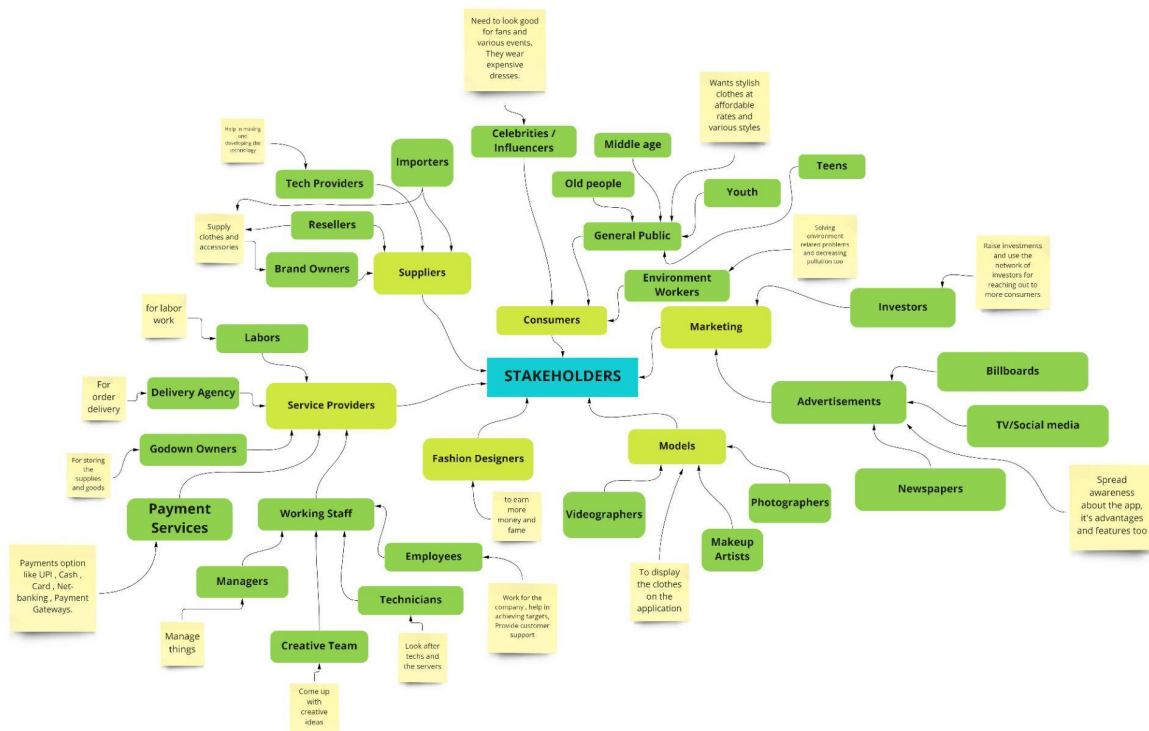 Need to look good
for fans and
various events.
They wear
expensive
dresses.
Wants stylish
clothes at
affordable
rates and
various styles
Help in making
and
developing the
technology
Celebrities /
Influencers
Middle age
Importers
Teens
Tech Providers
Old people
Youth
Supply
clothes and
accessories
Resellers
General Public
Solving
environment
related problems
and decreasing
pollution too
Raise investments
and use the
network of
investors for
reaching out to
more consumers
Brand Owners
Suppliers
Environment
Workers
Investors
for labor
work
Consumers
Marketing
Labors
STAKEHOLDERS
Billboards
For
order
delivery
Delivery Agency
Service Providers
Advertisements
TV/Social media
Godown Owners
Fashion Designers
Models
For storing
the
supplies
and goods
Newspapers
Spread
awareness
about the app,
it's advantages
and features too
Payment
Services
Working Staff
to earn
more
money and
fame
Videographers
Photographers
Makeup
Artists
Employees
Payments option
like UPI , Cash ,
Card , Net-
banking , Payment
Gateways.
Managers
Technicians
To display
the clothes
on the
application
Work for the
company , help in
achieving targets,
Provide customer
support
Manage
things
Creative Team
Look after
techs and
the servers
Come up
with
creative
ideas